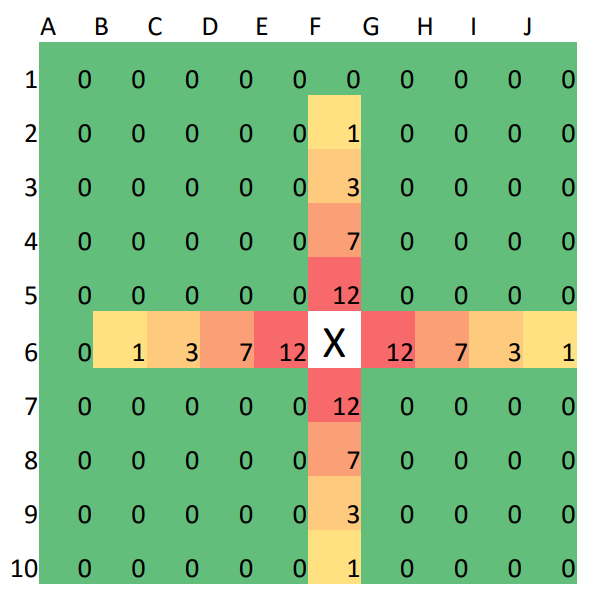 A B C D E F G H I J
1 0 0 0 0 0 0 0 0 0 0
2 0 0 0 0 0 1 0 0 0 0
3 0 0 0 0 0 3 0 0 0 0
4 0 0 0 0 0 7 0 0 0 0
5 0 0 0 0 0 12 0 0 0 0
6 0 1 3 7 12 X 12 7 3 1
7 0 0 0 0 0 12 0 0 0 0
8 0 0 0 0 0 7 0 0 0 0
9 0 0 0 0 0 3 0 0 0 0
10 0 0 0 0 0 1 0 0 0 0